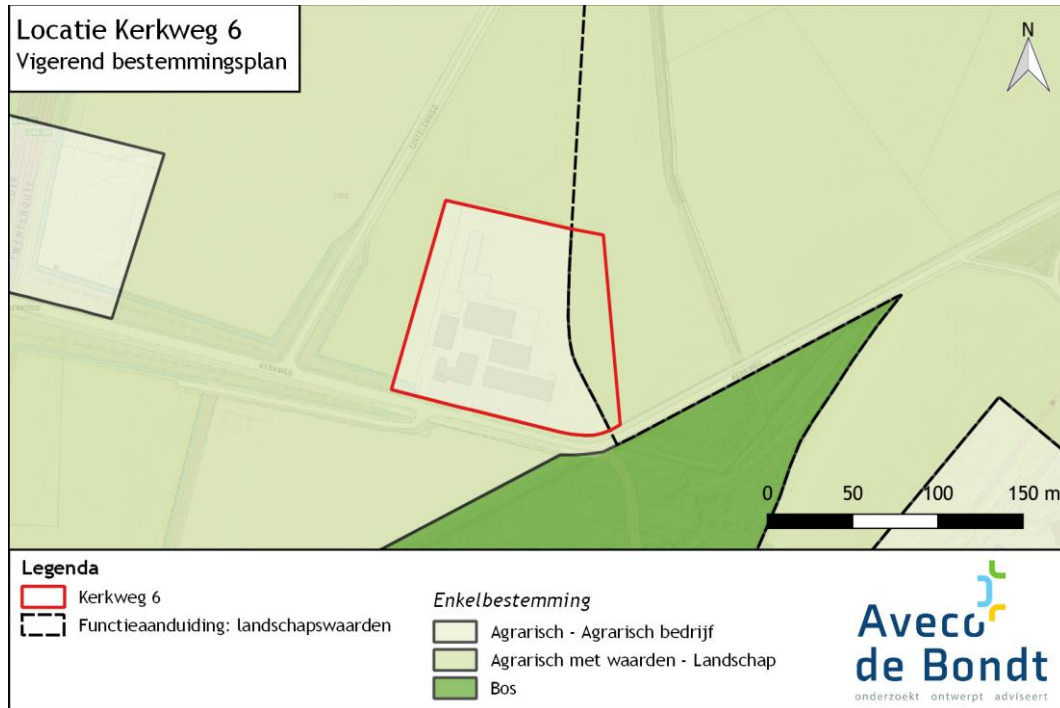 Locatie Kerkweg 6
Vigerend bestemmingsplan
N
KERKWEG
0 50 100 150 m
Legenda
Kerkweg 6
Functieaanduiding: landschapswaarden
Enkelbestemming
Agrarisch - Agrarisch bedrijf
Agrarisch met waarden - Landschap
Bos
Aveco
de Bondt
onderzoekt ontwerpt adviseert